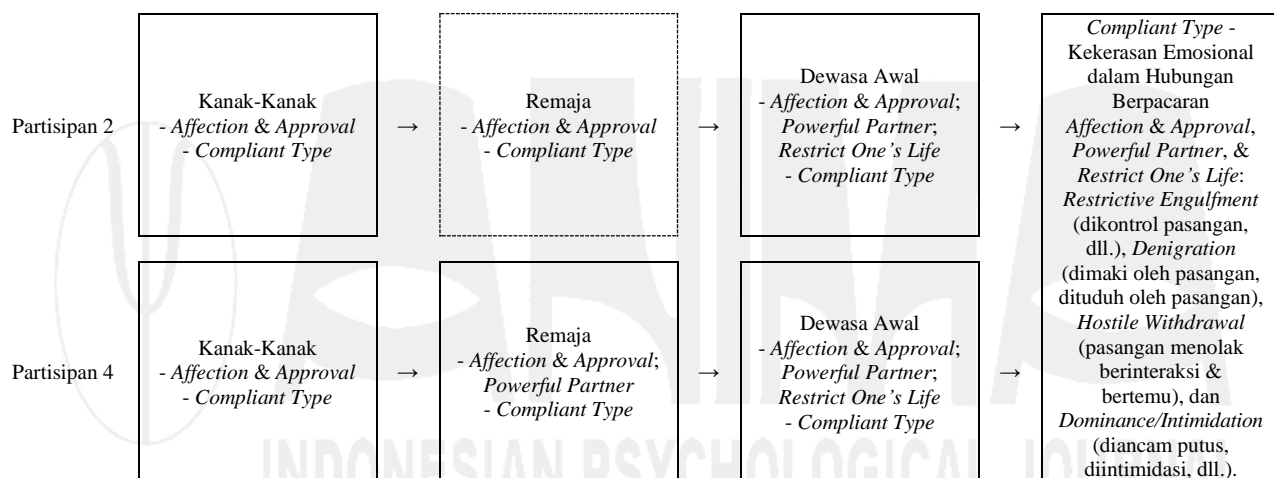 Partisipan 2
Kanak-Kanak
- Affection & Approval
- Compliant Type
→
Remaja
- Affection & Approval
- Compliant Type
→
Dewasa Awal
- Affection & Approval;
Powerful Partner;
Restrict One’s Life
- Compliant Type
→
Partisipan 4
Kanak-Kanak
- Affection & Approval
- Compliant Type
→
Remaja
- Affection & Approval;
Powerful Partner
- Compliant Type
→
Dewasa Awal
- Affection & Approval;
Powerful Partner;
Restrict One’s Life
- Compliant Type
→
Compliant Type -
Kekerasan Emosional
dalam Hubungan
Berpacaran
Affection & Approval,
Powerful Partner, &
Restrict One’s Life:
Restrictive Engulfment
(dikontrol pasangan,
dll.), Denigration
(dimaki oleh pasangan,
dituduh oleh pasangan),
Hostile Withdrawal
(pasangan menolak
berinteraksi &
bertemu), dan
Dominance/Intimidation
(diancam putus,
diintimidasi, dll.).
ANIMA
INDONESIAN PSYCHOLOGICAL JOURNAL